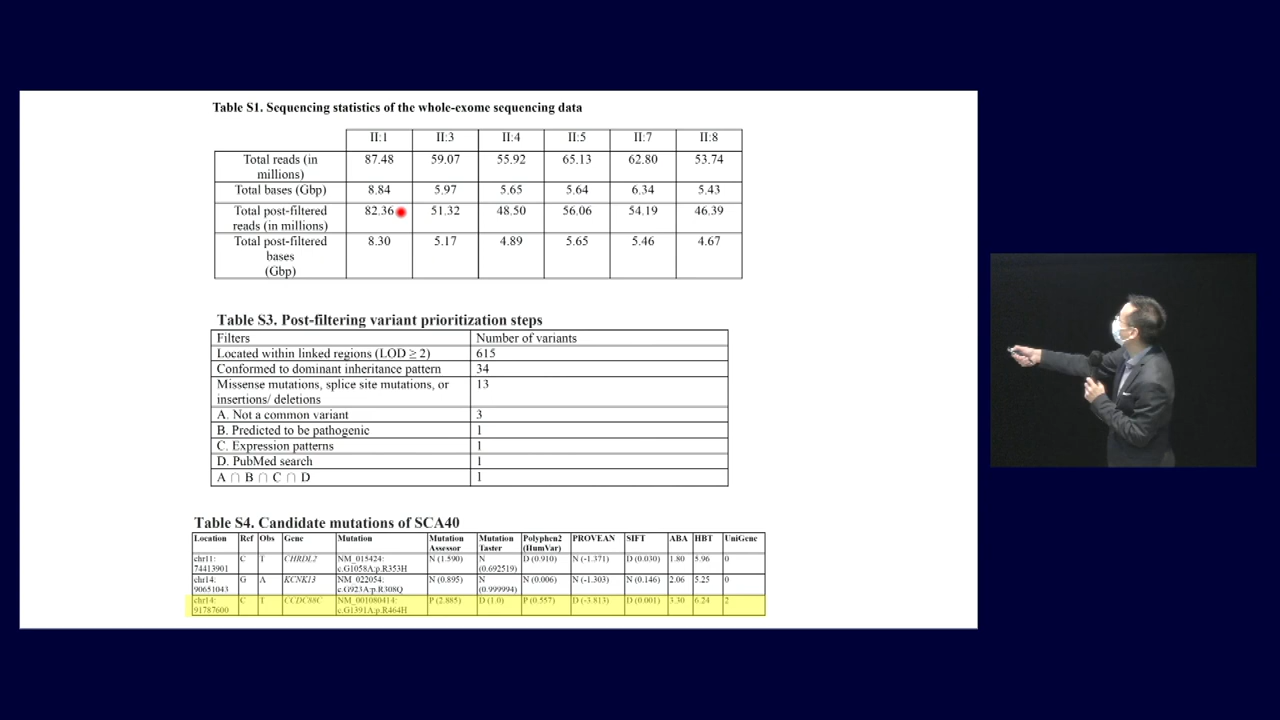 Table S1. Sequencing statistics of the whole-exome sequencing data
II:1 II:3 II:4 II:5 II:7 II:8
Total reads (in millions) 87.48 59.07 55.92 65.13 62.80 53.74
Total bases (Gbp) 8.84 5.97 5.65 5.64 6.34 5.43
Total post-filtered reads (in millions) 82.36 51.32 48.50 56.06 54.19 46.39
Total post-filtered bases (Gbp) 8.30 5.17 4.89 5.65 5.46 4.67
Table S3. Post-filtering variant prioritization steps
Filters Number of variants
Located within linked regions (LOD ≥ 2) 615
Conformed to dominant inheritance pattern 34
Missense mutations, splice site mutations, or insertions/ deletions 13
A. Not a common variant 3
B. Predicted to be pathogenic 1
C. Expression patterns 1
D. PubMed search 1
A ∩ B ∩ C ∩ D 1
Table S4. Candidate mutations of SCA40
Location Ref Obs Gene Mutation Mutation Assessor Mutation Taster Polyphen2 (HumVar) PROVEAN SIFT ABA HBT UniGene
chr11: 74413901 C T CHRDL2 NM_015424: c.G1058A:p.R353H N (1.590) N (0.692519) D (0.910) N (-1.371) D (0.030) 1.80 5.96 0
chr14: 90651043 G A KCNK13 NM_022054: c.G923A:p.R308Q N (0.895) N (0.999994) N (0.006) N (-1.303) N (0.146) 2.06 5.25 0
chr14: 91787600 C T CCDC88C NM_001080414: c.G1391A:p.R464H P (2.885) D (1.0) P (0.557) D (-3.813) D (0.001) 3.30 6.24 2